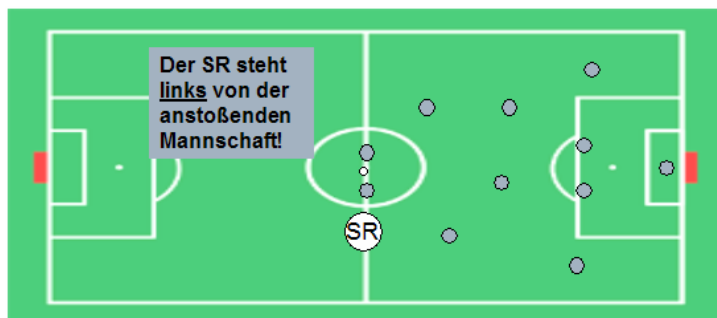 Der SR steht
links von der
anstoßenden
Mannschaft!
SR